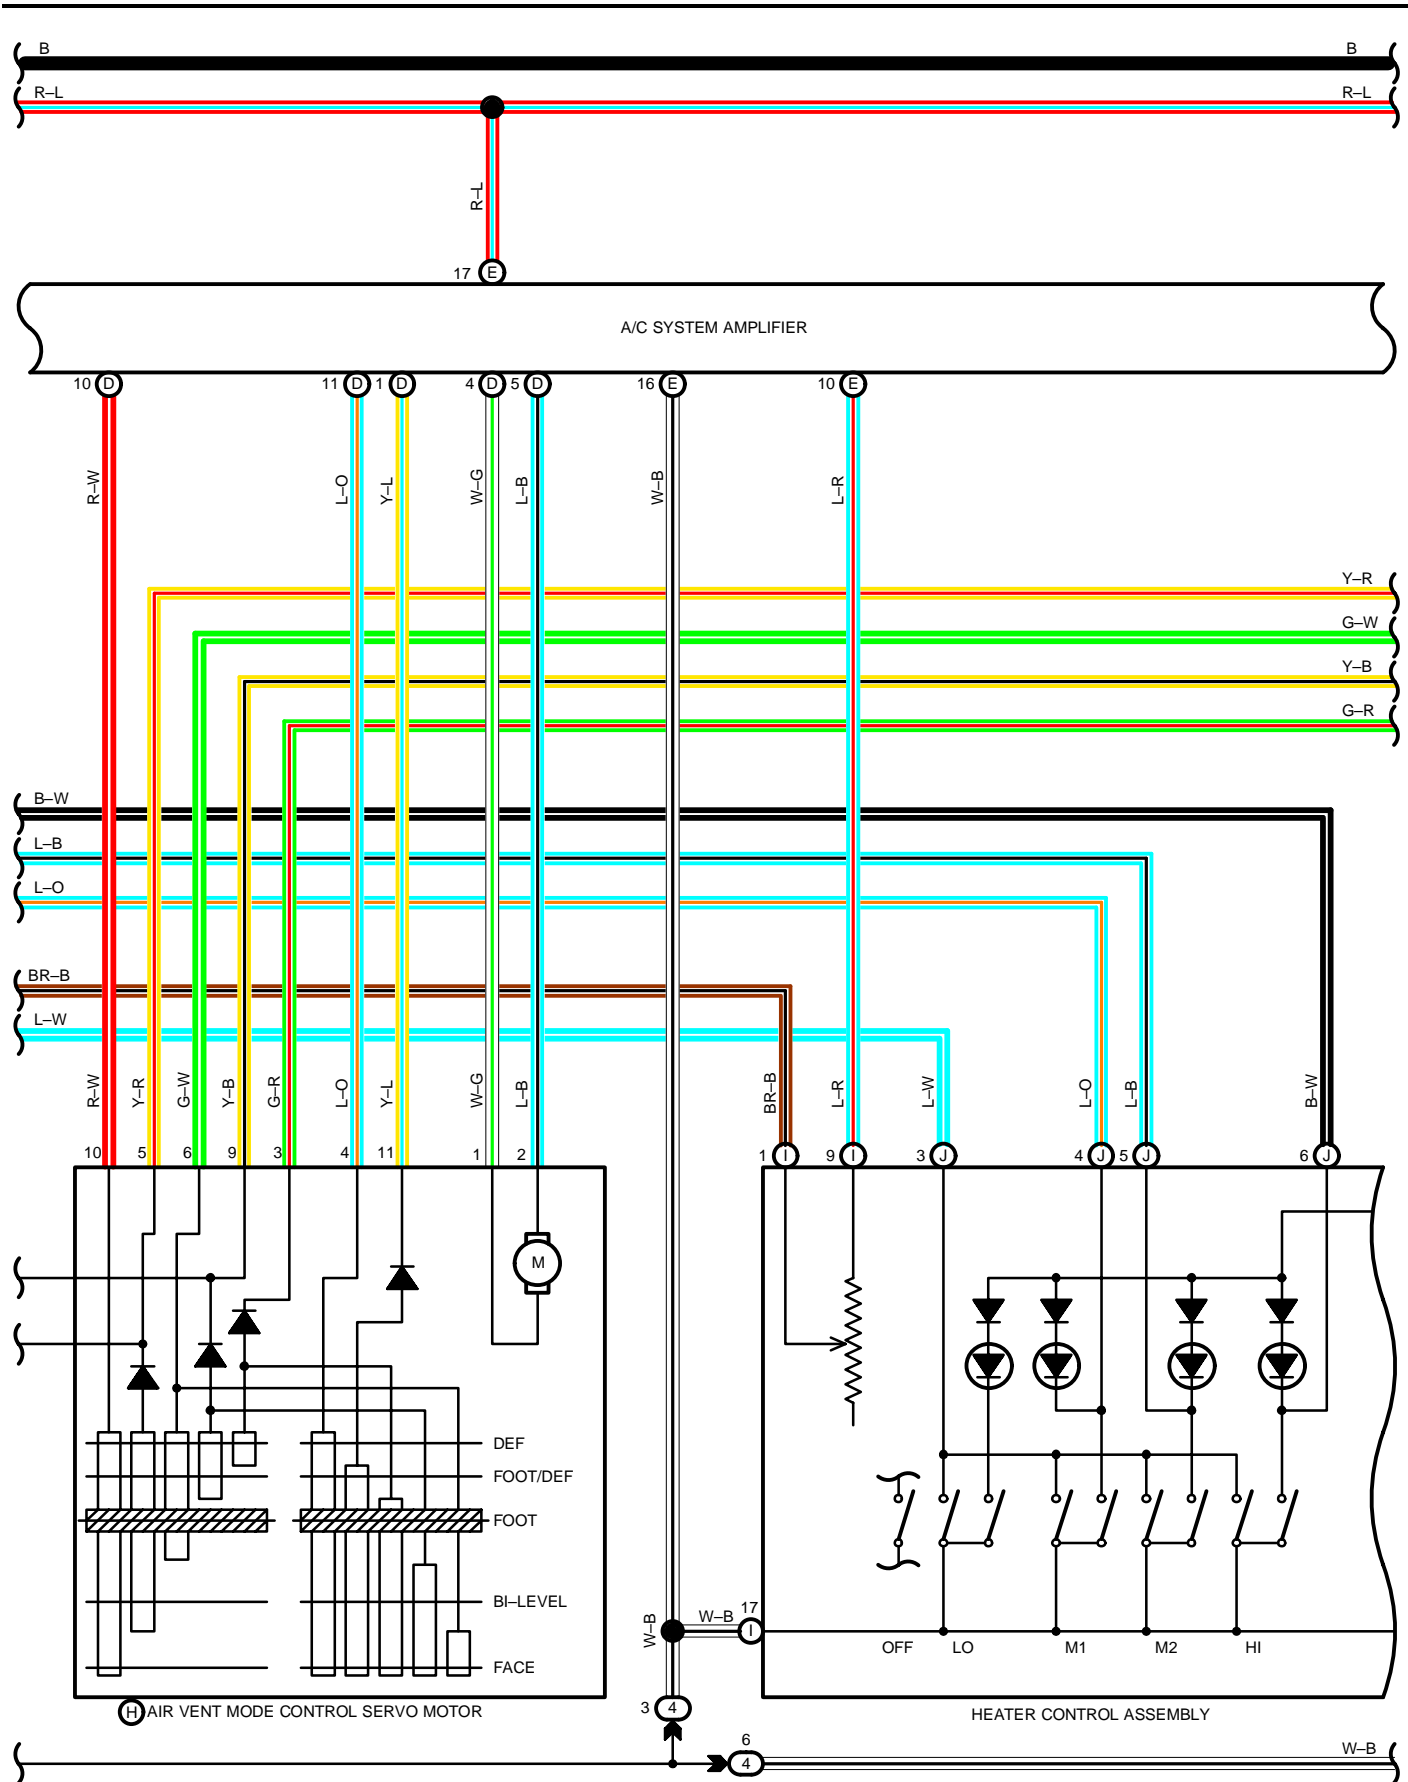 B B
R–L R–L
R–L
17 E
A/C SYSTEM AMPLIFIER
10 D 11 D 1 D 4 D 5 D 16 E 10 E
R–W L–O Y–L W–G L–B W–B L–R
Y–R
G–W
Y–B
G–R
B–W
L–B
L–O
BR–B
L–W
R–W Y–R G–W Y–B G–R L–O Y–L W–G L–B BR–B L–R L–W L–O L–B B–W
10 5 6 9 3 4 11 1 2 1 I 9 I 3 J 4 J 5 J 6 J
M
DEF
FOOT/DEF
FOOT
BI–LEVEL
W–B W–B 17 I
OFF LO M1 M2 HI
FACE
H AIR VENT MODE CONTROL SERVO MOTOR
3 4
HEATER CONTROL ASSEMBLY
6
4
W–B